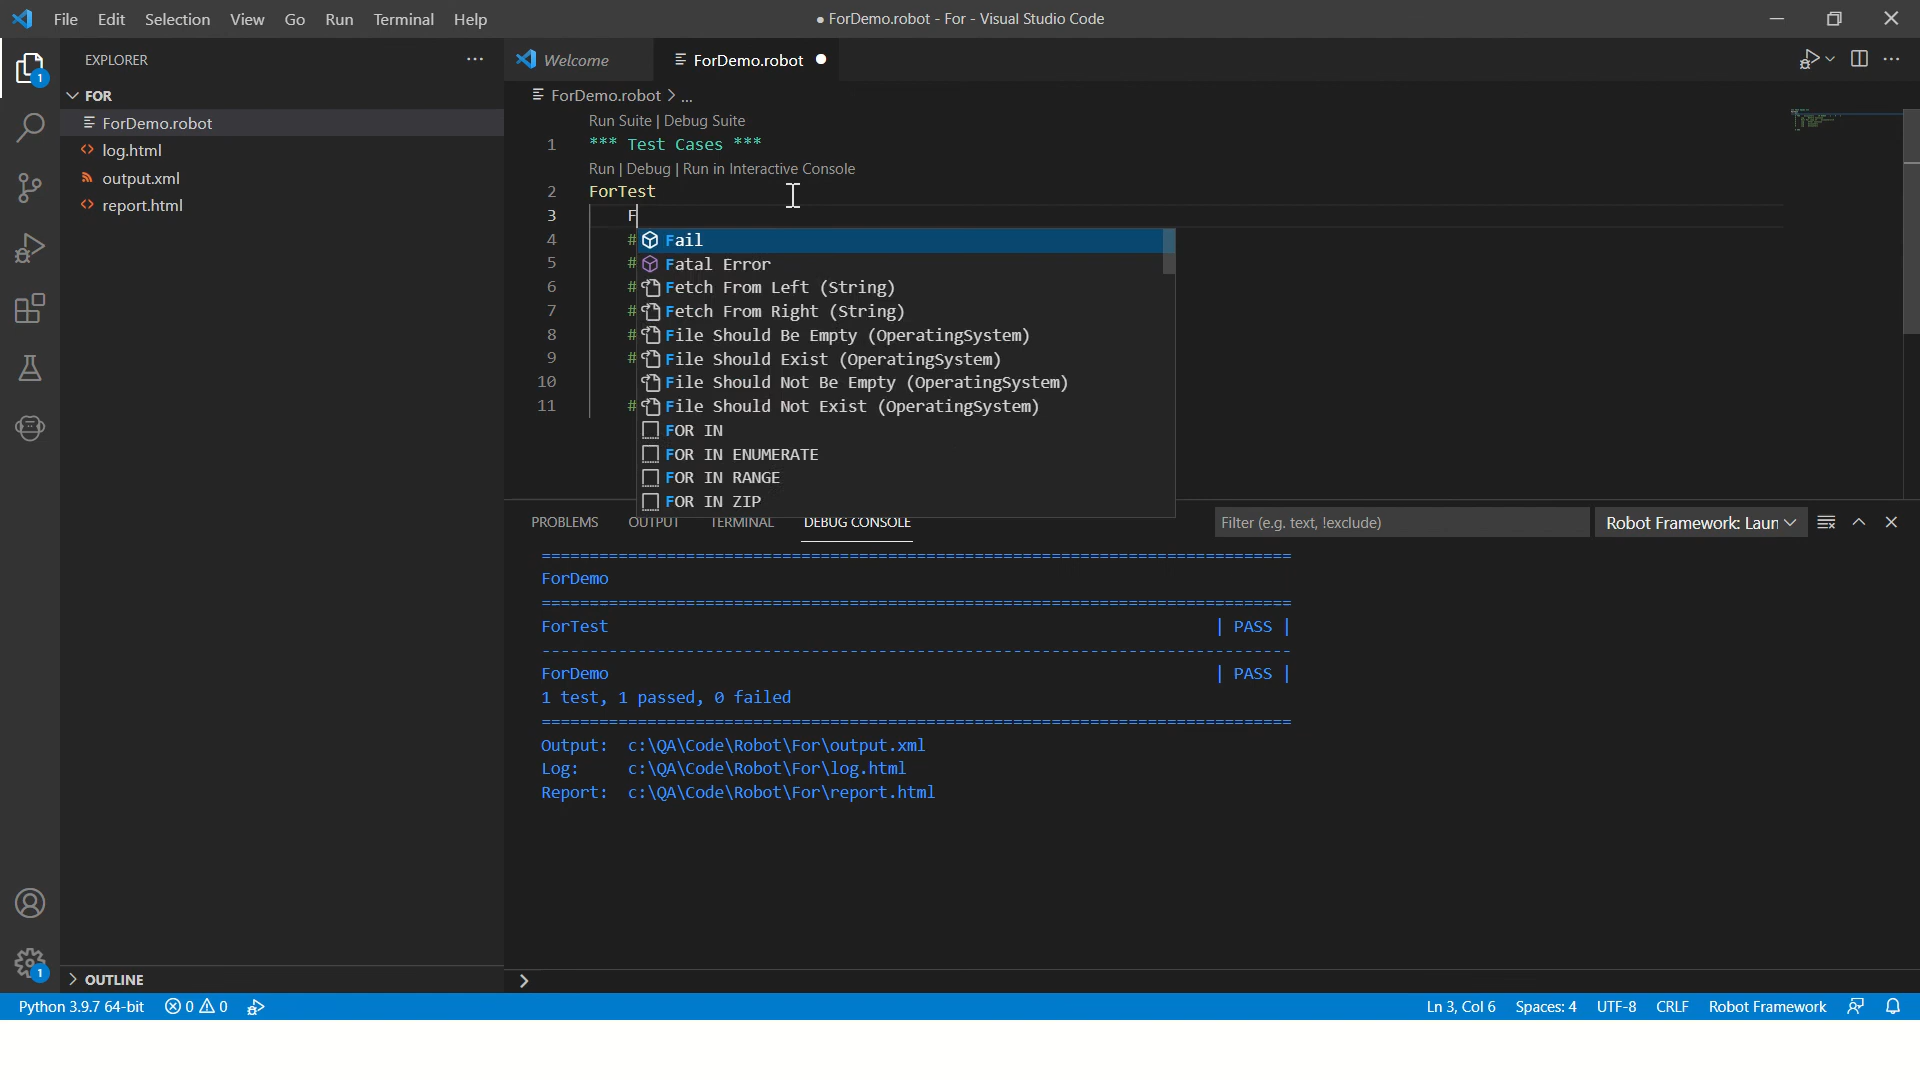 File Edit Selection View Go Run Terminal Help
● ForDemo.robot - For - Visual Studio Code
EXPLORER
FOR
ForDemo.robot
log.html
output.xml
report.html
OUTLINE
Welcome
ForDemo.robot
ForDemo.robot > ...
Run Suite | Debug Suite
1 *** Test Cases ***
Run | Debug | Run in Interactive Console
2 ForTest
3 F
4 #
5 #
6 #
7 #
8 #
9 #
10
11 #
Fail
Fatal Error
Fetch From Left (String)
Fetch From Right (String)
File Should Be Empty (OperatingSystem)
File Should Exist (OperatingSystem)
File Should Not Be Empty (OperatingSystem)
File Should Not Exist (OperatingSystem)
FOR IN
FOR IN ENUMERATE
FOR IN RANGE
FOR IN ZIP
PROBLEMS OUTPUT TERMINAL DEBUG CONSOLE
Filter (e.g. text, !exclude)
Robot Framework: Laun
==============================================================================
ForDemo
==============================================================================
ForTest | PASS |
------------------------------------------------------------------------------
ForDemo | PASS |
1 test, 1 passed, 0 failed
==============================================================================
Output: c:\QA\Code\Robot\For\output.xml
Log: c:\QA\Code\Robot\For\log.html
Report: c:\QA\Code\Robot\For\report.html
1
1
Python 3.9.7 64-bit 0 0
Ln 3, Col 6 Spaces: 4 UTF-8 CRLF Robot Framework